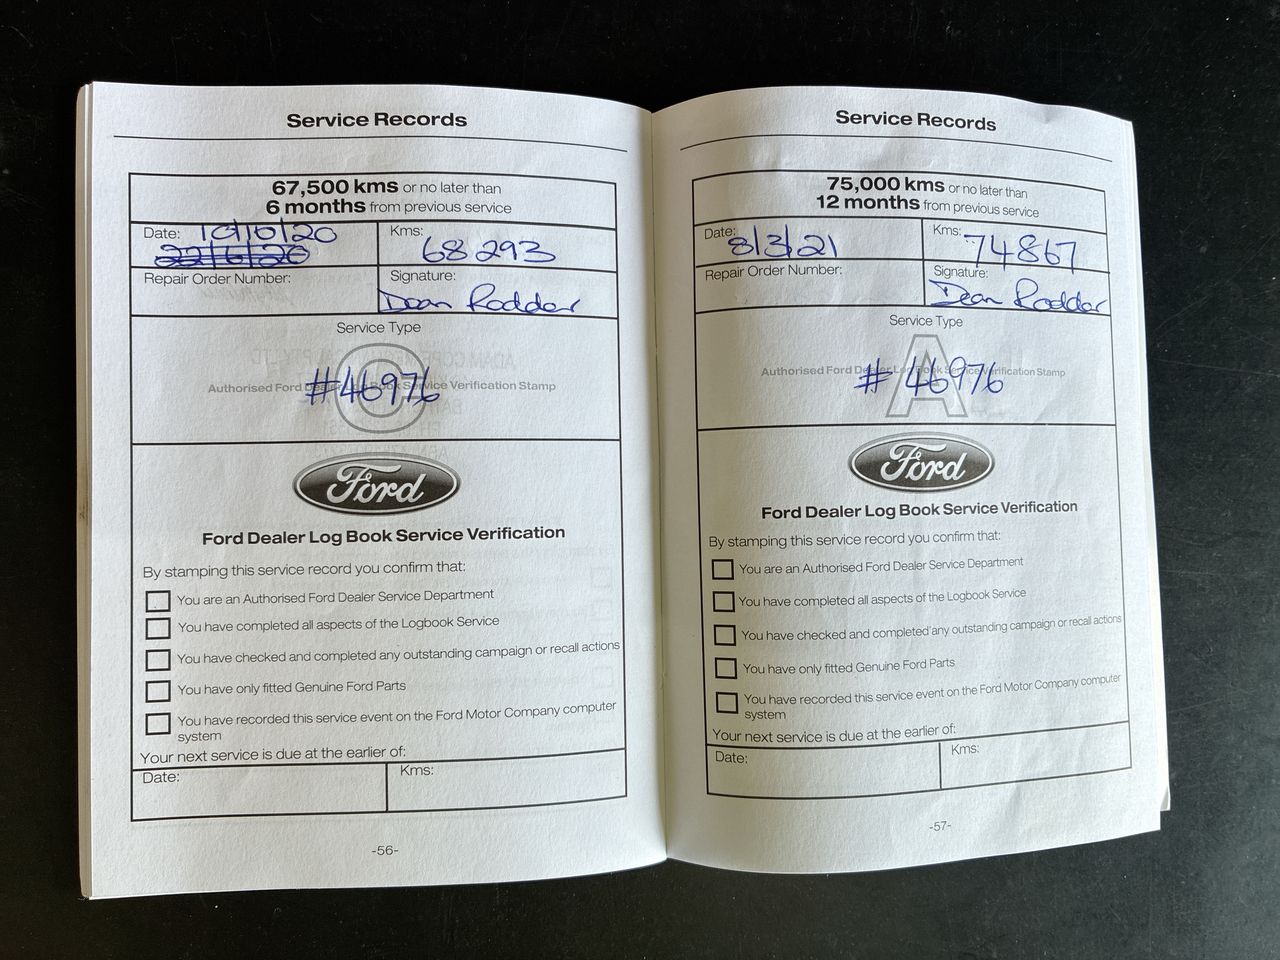 Service Records
67,500 kms or no later than
6 months from previous service
Date: 10/10/20
22/6/20
Kms: 68293
Repair Order Number:
Signature: Dean Rodder
Service Type
C
Authorised Ford Dealer Log Book Service Verification Stamp
#46976
Ford
Ford Dealer Log Book Service Verification
By stamping this service record you confirm that:
You are an Authorised Ford Dealer Service Department
You have completed all aspects of the Logbook Service
You have checked and completed any outstanding campaign or recall actions
You have only fitted Genuine Ford Parts
You have recorded this service event on the Ford Motor Company computer
system
Your next service is due at the earlier of:
Date:
Kms:
-56-
Service Records
75,000 kms or no later than
12 months from previous service
Date: 8/3/21
Kms: 74867
Repair Order Number:
Signature: Dean Rodder
Service Type
A
Authorised Ford Dealer Log Book Service Verification Stamp
#46976
Ford
Ford Dealer Log Book Service Verification
By stamping this service record you confirm that:
You are an Authorised Ford Dealer Service Department
You have completed all aspects of the Logbook Service
You have checked and completed any outstanding campaign or recall actions
You have only fitted Genuine Ford Parts
You have recorded this service event on the Ford Motor Company computer
system
Your next service is due at the earlier of:
Date:
Kms:
-57-